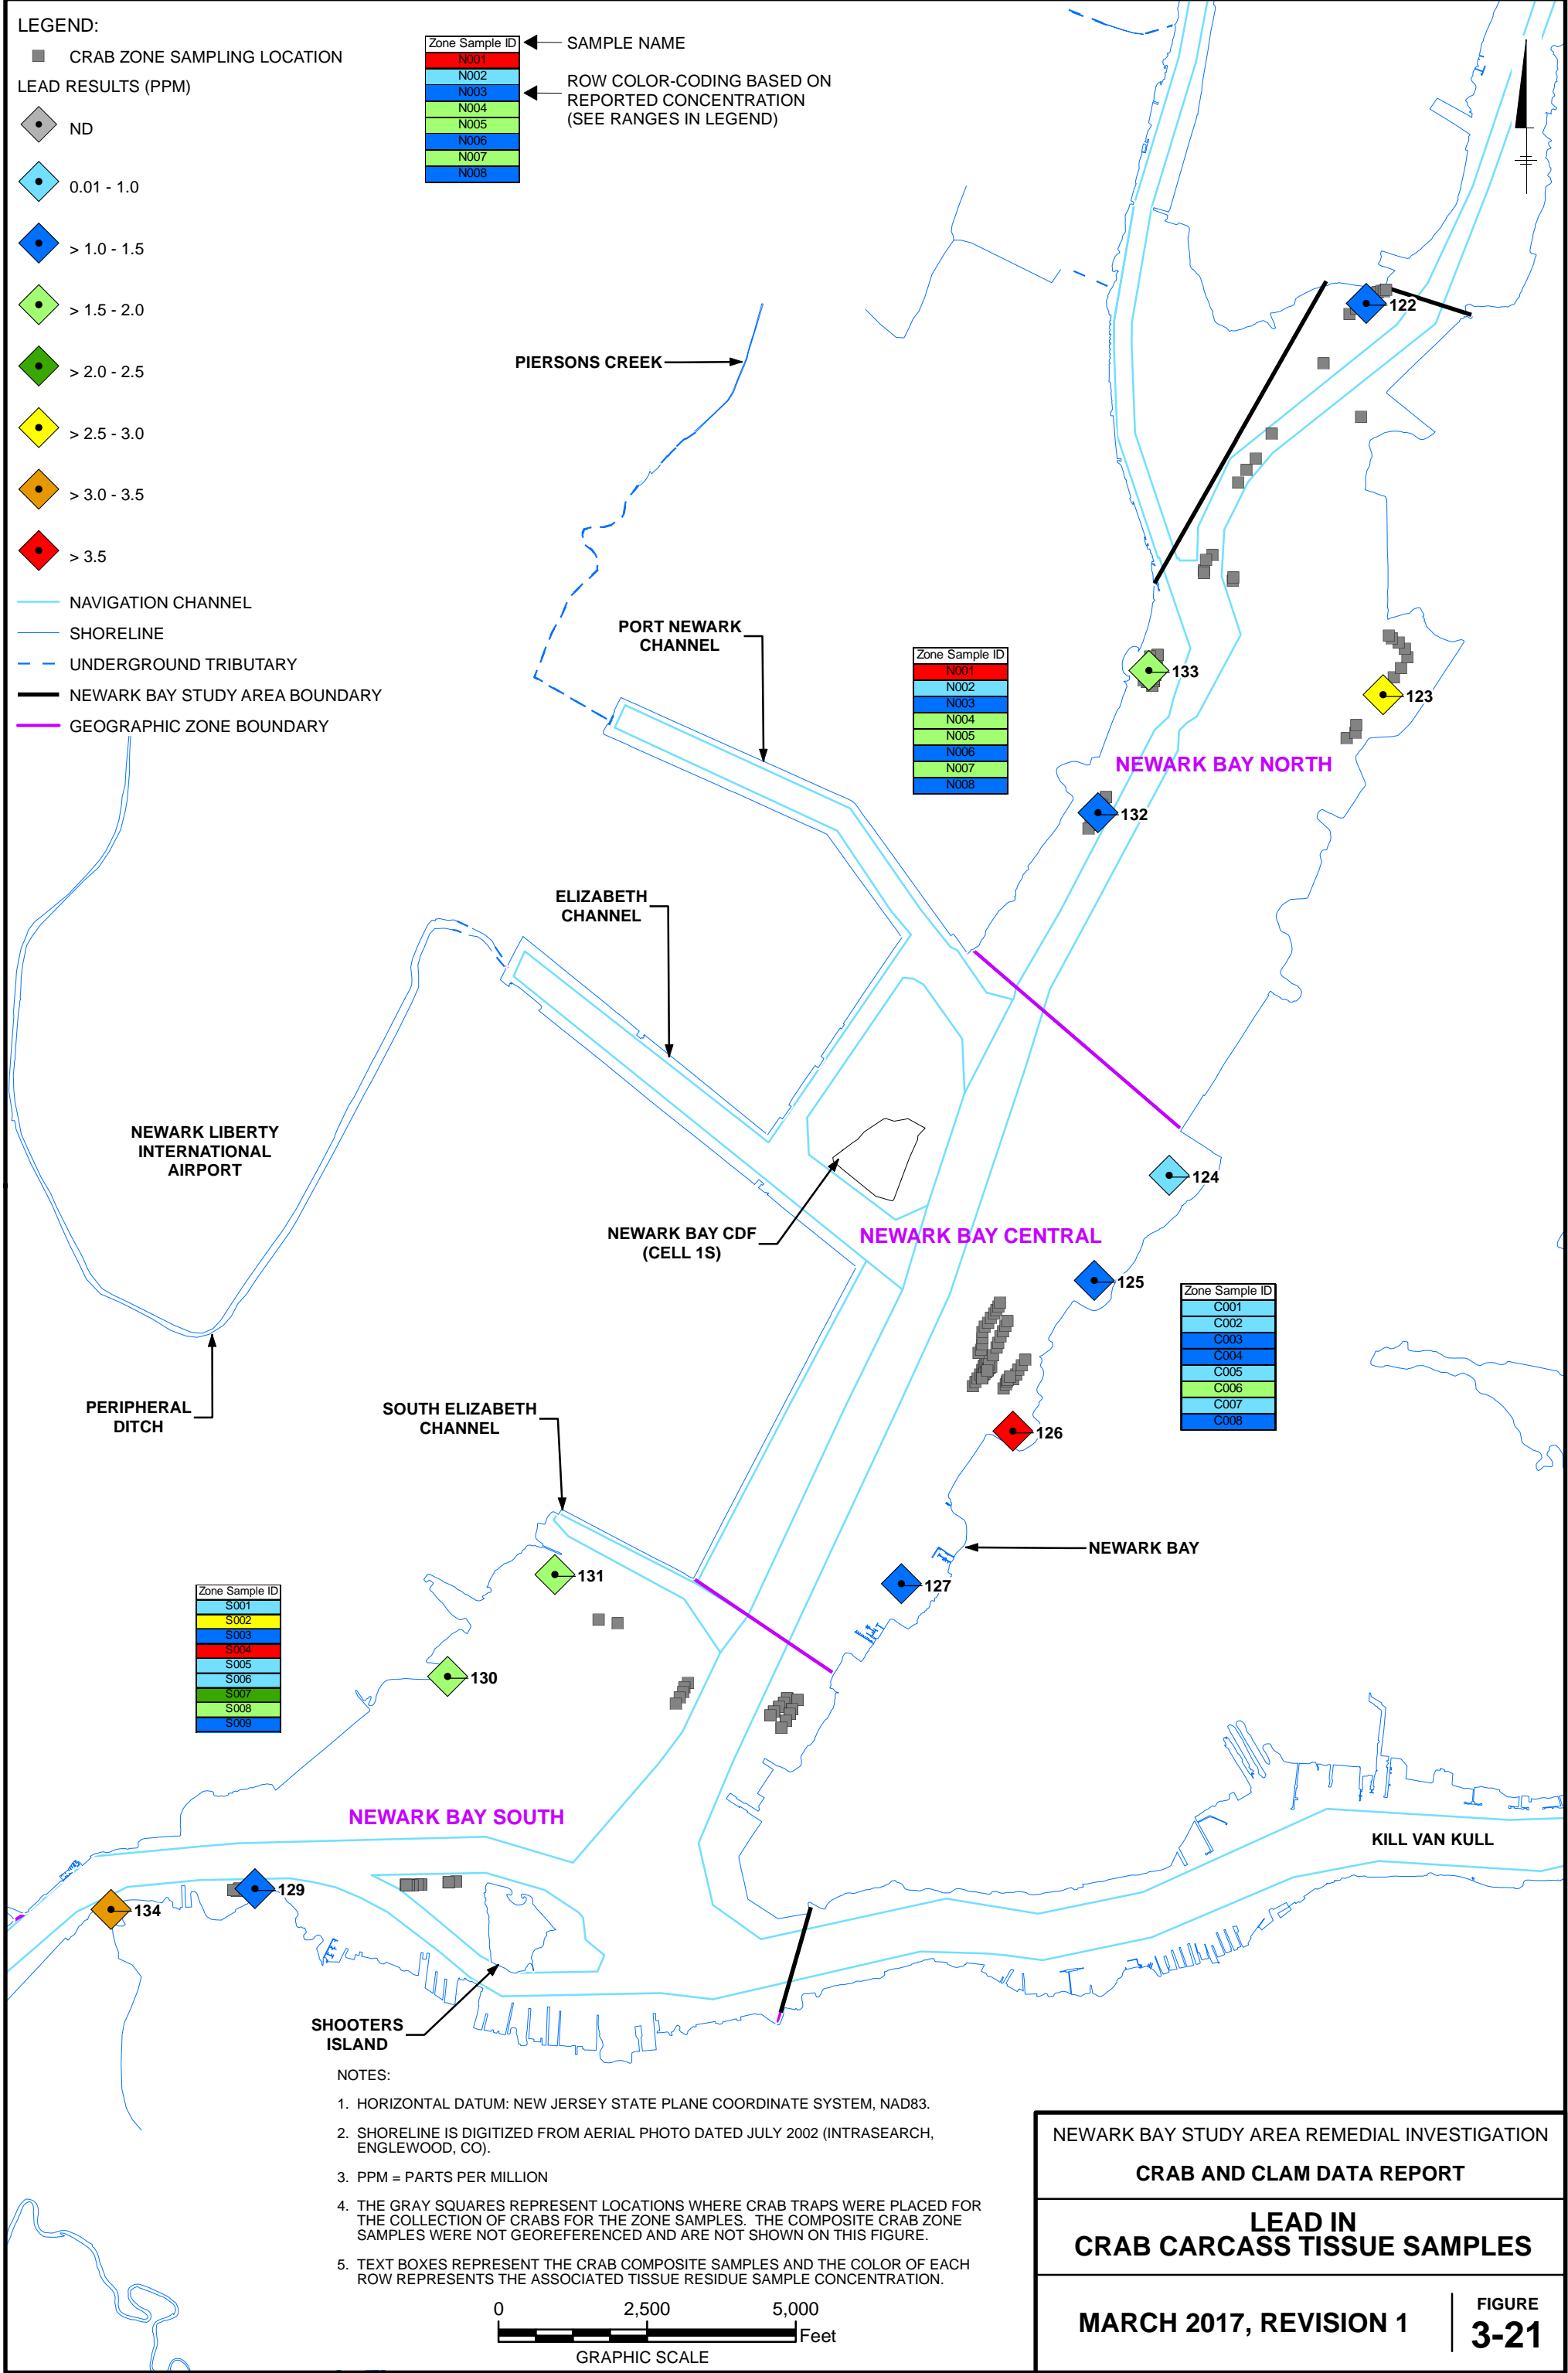 LEGEND:
CRAB ZONE SAMPLING LOCATION
LEAD RESULTS (PPM)
ND
0.01 - 1.0
> 1.0 - 1.5
> 1.5 - 2.0
> 2.0 - 2.5
> 2.5 - 3.0
> 3.0 - 3.5
> 3.5
NAVIGATION CHANNEL
SHORELINE
UNDERGROUND TRIBUTARY
NEWARK BAY STUDY AREA BOUNDARY
GEOGRAPHIC ZONE BOUNDARY
Zone Sample ID
N001
N002
N003
N004
N005
N006
N007
N008
SAMPLE NAME
ROW COLOR-CODING BASED ON
REPORTED CONCENTRATION
(SEE RANGES IN LEGEND)
122
PIERSONS CREEK
PORT NEWARK
CHANNEL
Zone Sample ID
N001
N002
N003
N004
N005
N006
N007
N008
133
123
NEWARK BAY NORTH
132
ELIZABETH
CHANNEL
NEWARK LIBERTY
INTERNATIONAL
AIRPORT
124
NEWARK BAY CDF
(CELL 1S)
NEWARK BAY CENTRAL
125
Zone Sample ID
C001
C002
C003
C004
C005
C006
C007
C008
PERIPHERAL
DITCH
SOUTH ELIZABETH
CHANNEL
126
NEWARK BAY
131
127
Zone Sample ID
S001
S002
S003
S004
S005
S006
S007
S008
S009
130
NEWARK BAY SOUTH
KILL VAN KULL
129
134
SHOOTERS
ISLAND
NOTES:
1. HORIZONTAL DATUM: NEW JERSEY STATE PLANE COORDINATE SYSTEM, NAD83.
2. SHORELINE IS DIGITIZED FROM AERIAL PHOTO DATED JULY 2002 (INTRASEARCH,
ENGLEWOOD, CO).
3. PPM = PARTS PER MILLION
4. THE GRAY SQUARES REPRESENT LOCATIONS WHERE CRAB TRAPS WERE PLACED FOR
THE COLLECTION OF CRABS FOR THE ZONE SAMPLES. THE COMPOSITE CRAB ZONE
SAMPLES WERE NOT GEOREFERENCED AND ARE NOT SHOWN ON THIS FIGURE.
5. TEXT BOXES REPRESENT THE CRAB COMPOSITE SAMPLES AND THE COLOR OF EACH
ROW REPRESENTS THE ASSOCIATED TISSUE RESIDUE SAMPLE CONCENTRATION.
0 2,500 5,000
Feet
GRAPHIC SCALE
NEWARK BAY STUDY AREA REMEDIAL INVESTIGATION
CRAB AND CLAM DATA REPORT
LEAD IN
CRAB CARCASS TISSUE SAMPLES
MARCH 2017, REVISION 1
FIGURE
3-21